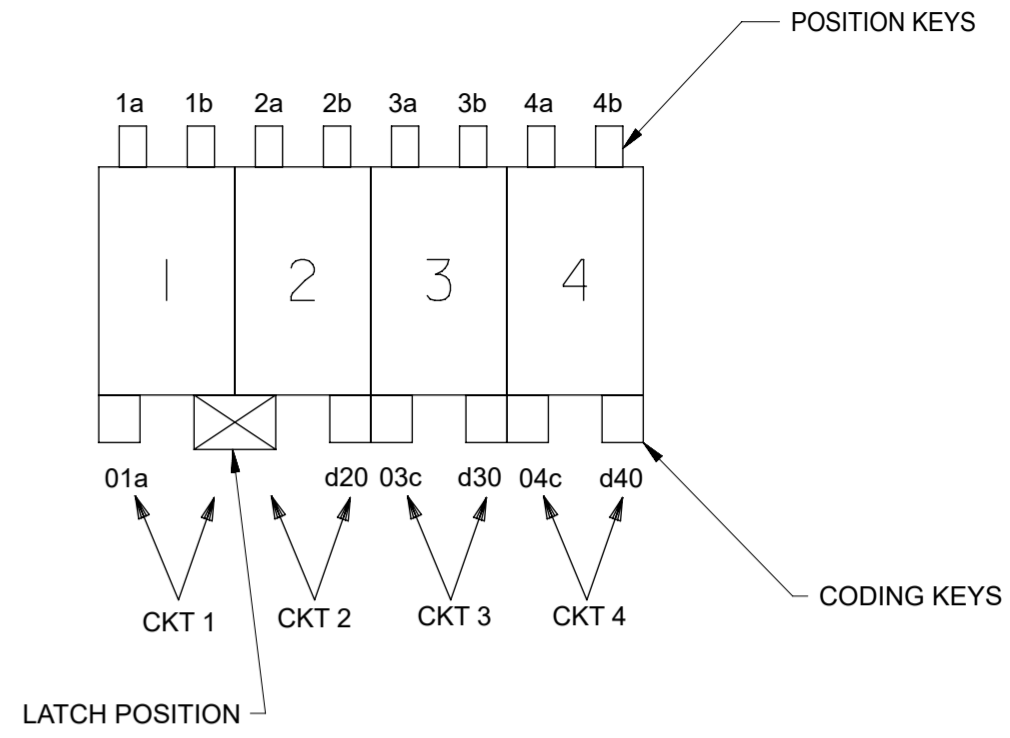 POSITION KEYS
1a 1b 2a 2b 3a 3b 4a 4b
1 2 3 4
01a d20 03c d30 04c d40
CKT 1 CKT 2 CKT 3 CKT 4
CODING KEYS
LATCH POSITION